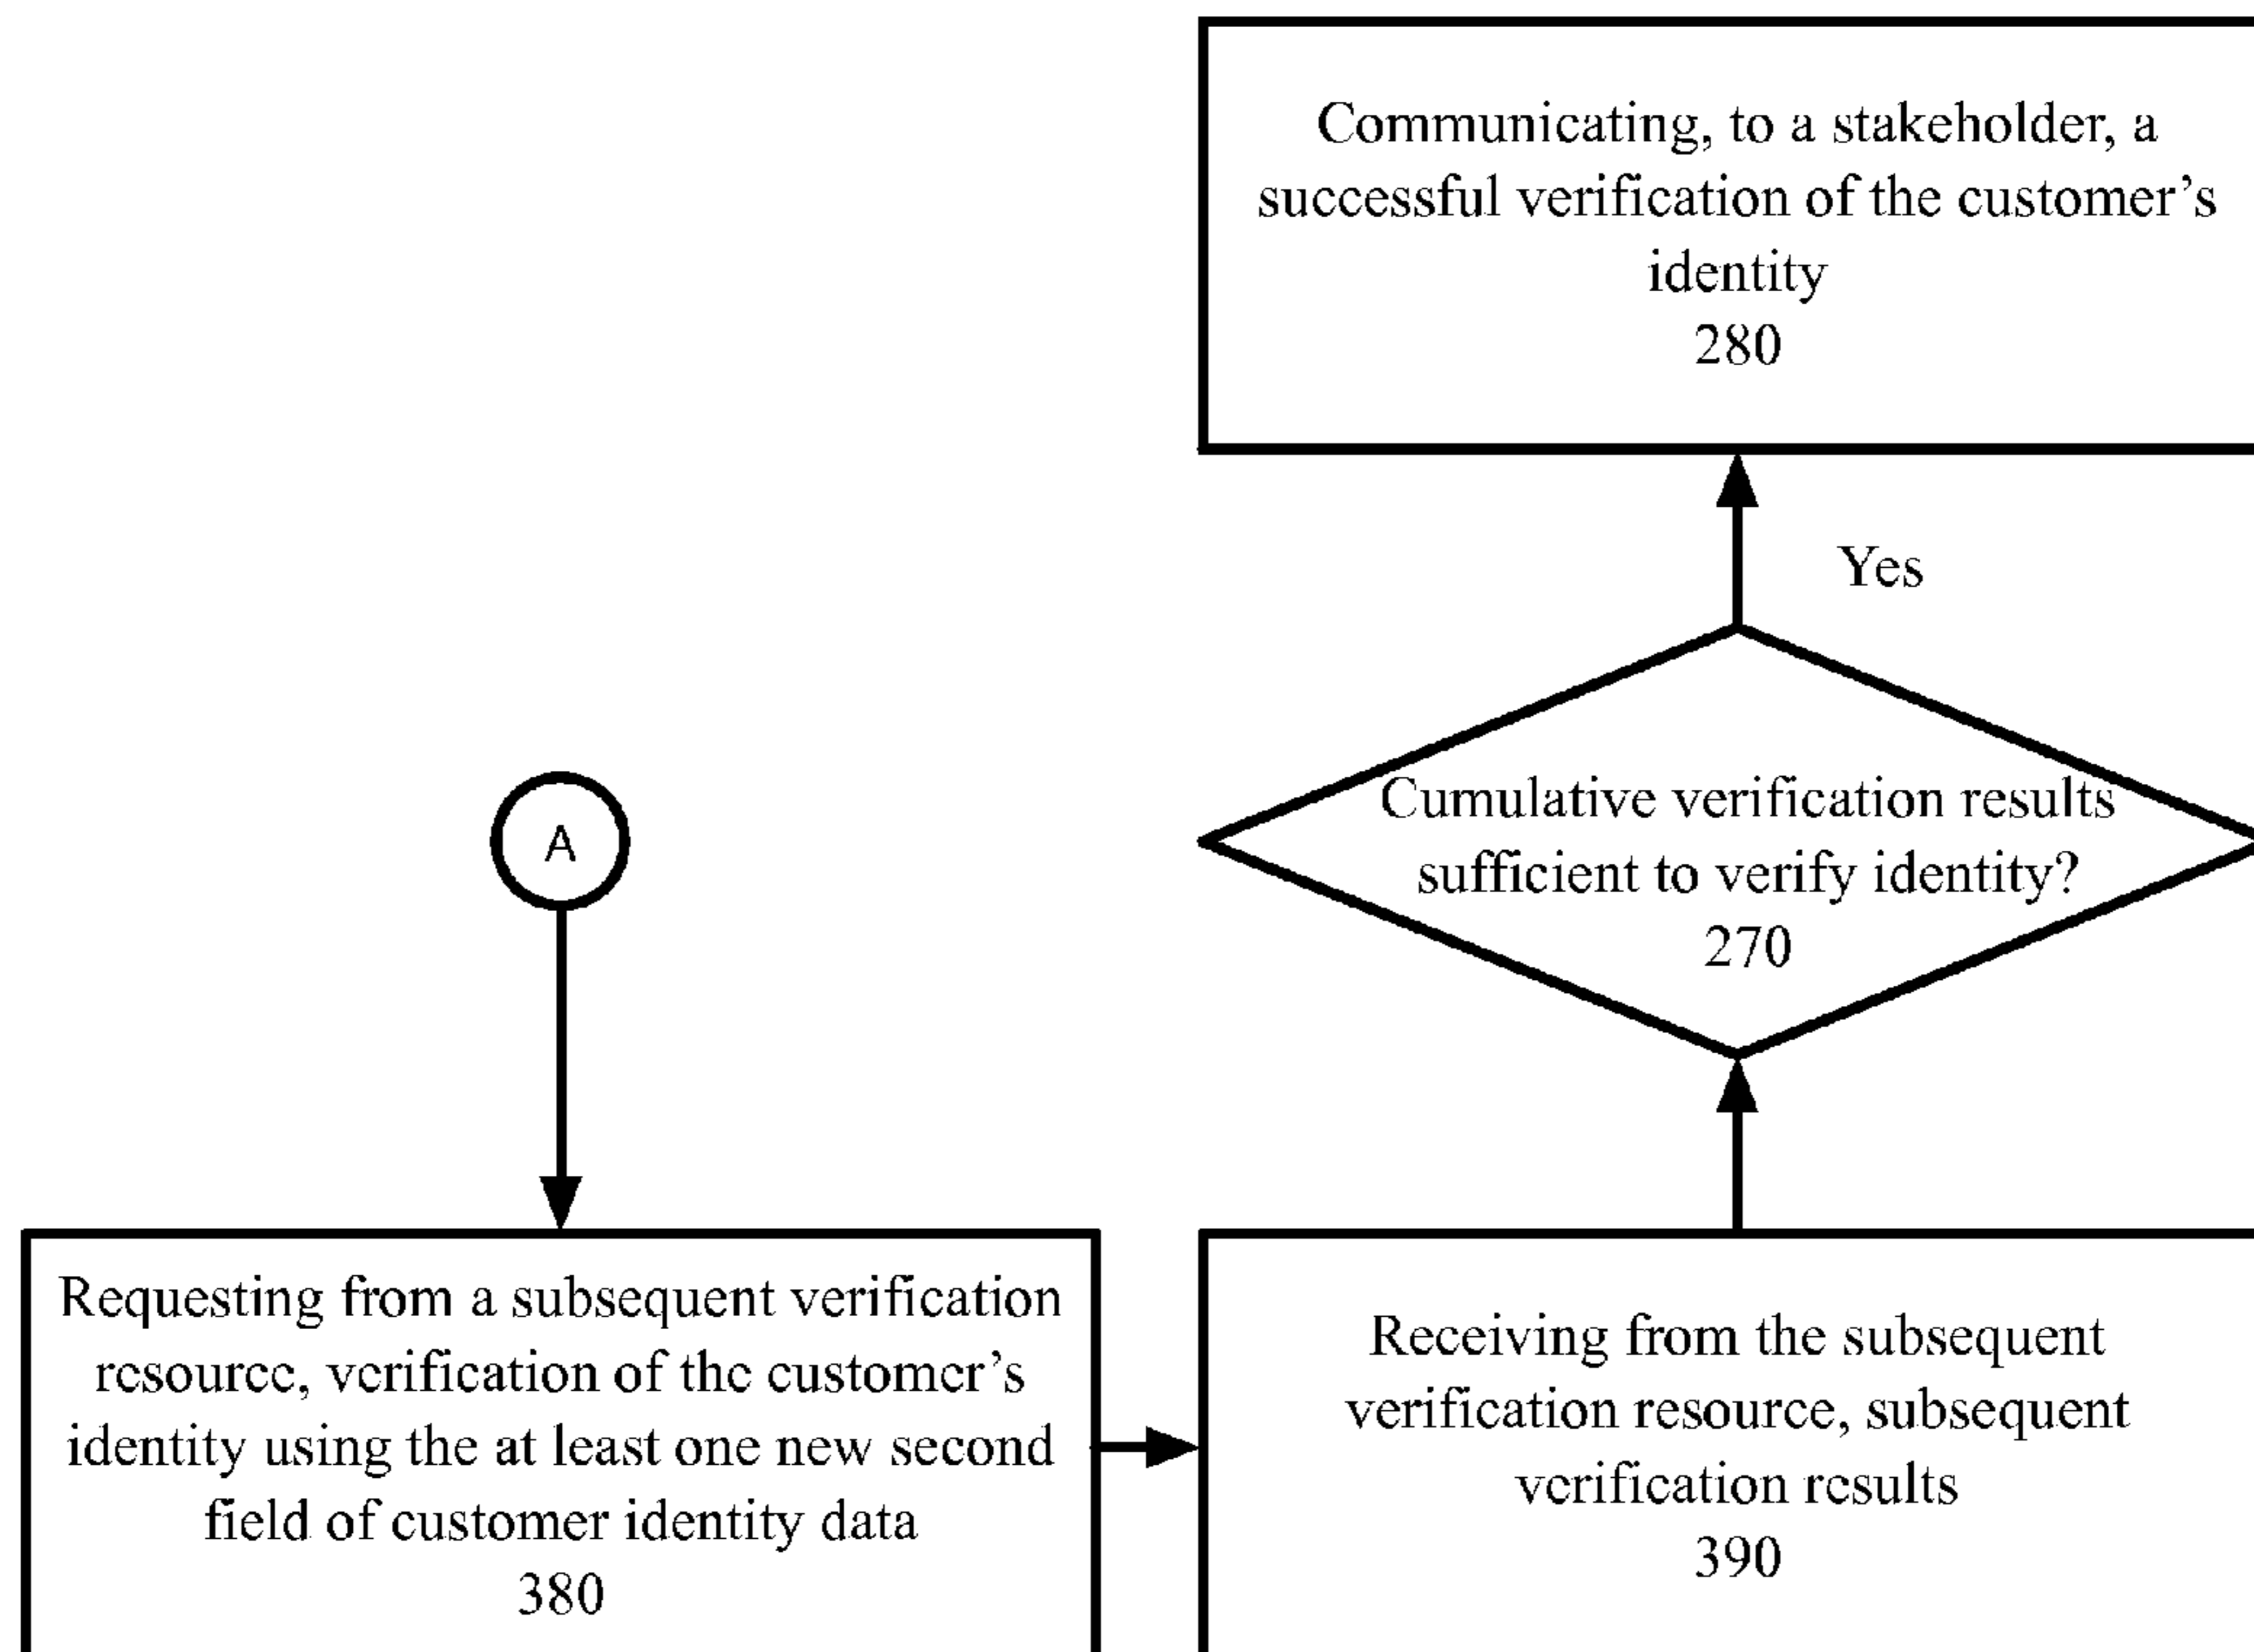 Communicating, to a stakeholder, a
successful verification of the customer's
identity
280
Yes
Cumulative verification results
sufficient to verify identity?
270
A
Requesting from a subsequent verification
resource, verification of the customer's
identity using the at least one new second
field of customer identity data
380
Receiving from the subsequent
verification resource, subsequent
verification results
390